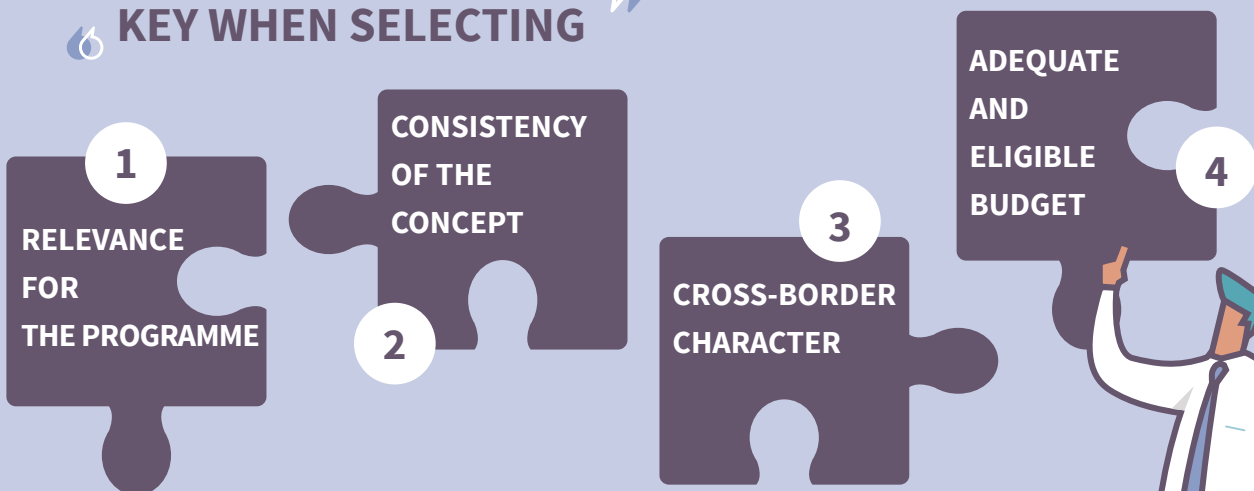 KEY WHEN SELECTING
1
RELEVANCE
FOR
THE PROGRAMME
CONSISTENCY
OF THE
CONCEPT
2
3
CROSS-BORDER
CHARACTER
ADEQUATE
AND
ELIGIBLE
BUDGET
4